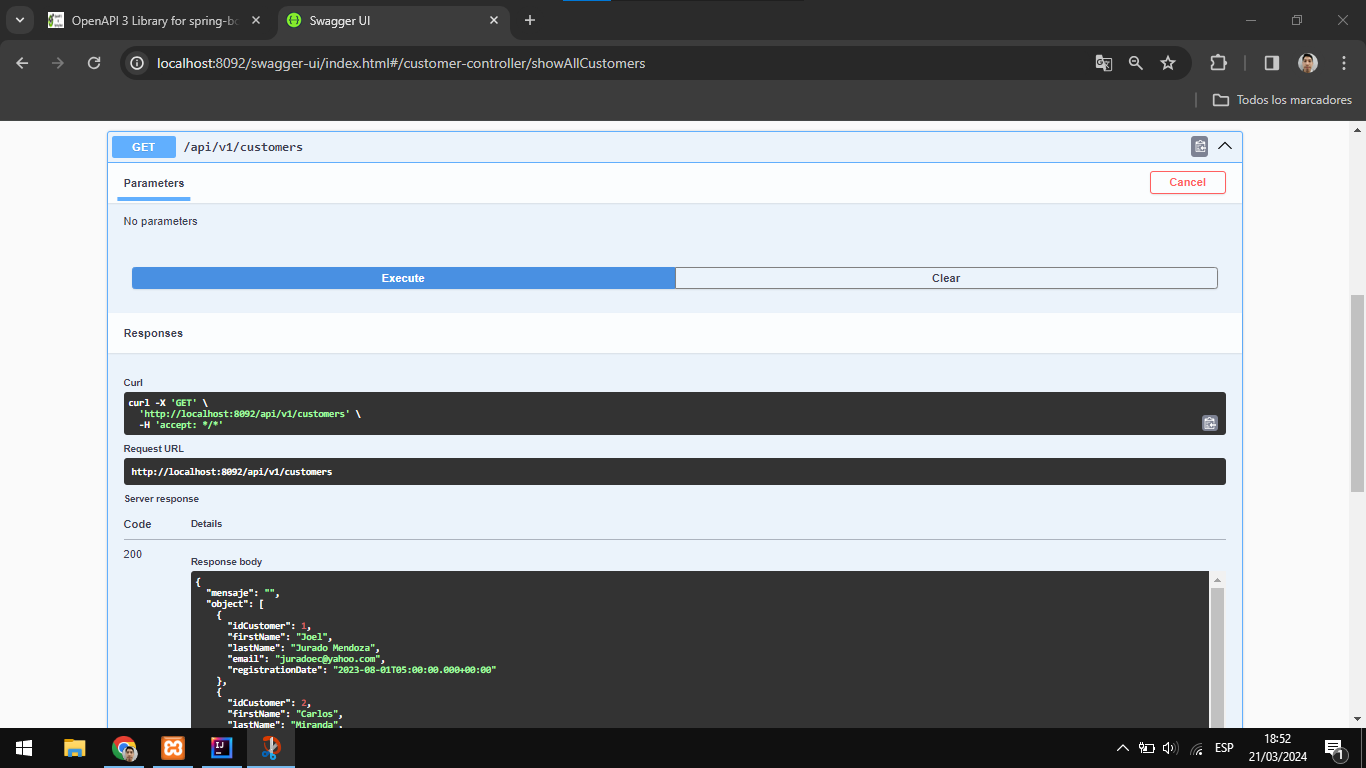 OpenAPI 3 Library for spring-bo
Swagger UI
localhost:8092/swagger-ui/index.html#/customer-controller/showAllCustomers
Todos los marcadores
GET /api/v1/customers
Parameters
Cancel
No parameters
Execute
Clear
Responses
Curl
curl -X 'GET' \
'http://localhost:8092/api/v1/customers' \
-H 'accept: */*'
Request URL
http://localhost:8092/api/v1/customers
Server response
Code Details
200
Response body
{
"mensaje": "",
"object": [
{
"idCustomer": 1,
"firstName": "Joel",
"lastName": "Jurado Mendoza",
"email": "juradoec@yahoo.com",
"registrationDate": "2023-08-01T05:00:00.000+00:00"
},
{
"idCustomer": 2,
"firstName": "Carlos",
"lastName": "Miranda",
ESP
18:52
21/03/2024
1